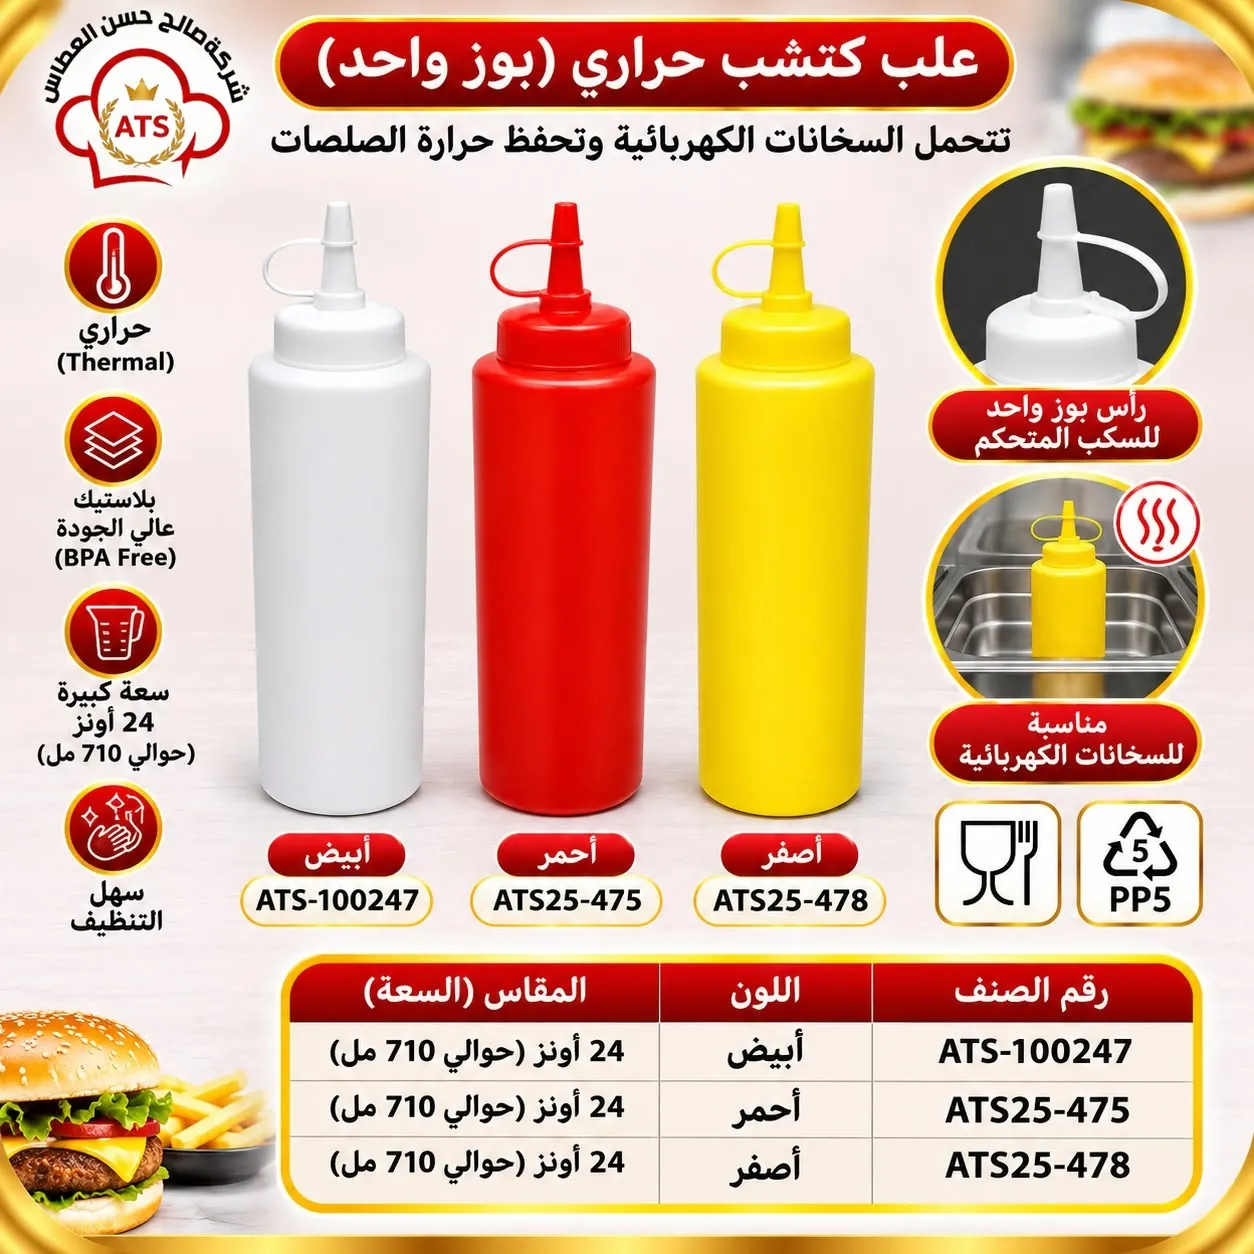 شركة صالح حسن العطاس
ATS
علب كتشب حراري (بوز واحد)
تتحمل السخانات الكهربائية وتحفظ حرارة الصلصات
حراري
(Thermal)
بلاستيك
عالي الجودة
(BPA Free)
سعة كبيرة
24 أونز
(حوالي 710 مل)
سهل
التنظيف
رأس بوز واحد
للسكب المتحكم
مناسبة
للسخانات الكهربائية
5
PP5
أبيض
ATS-100247
أحمر
ATS25-475
أصفر
ATS25-478
رقم الصنف اللون المقاس (السعة)
ATS-100247 أبيض 24 أونز (حوالي 710 مل)
ATS25-475 أحمر 24 أونز (حوالي 710 مل)
ATS25-478 أصفر 24 أونز (حوالي 710 مل)